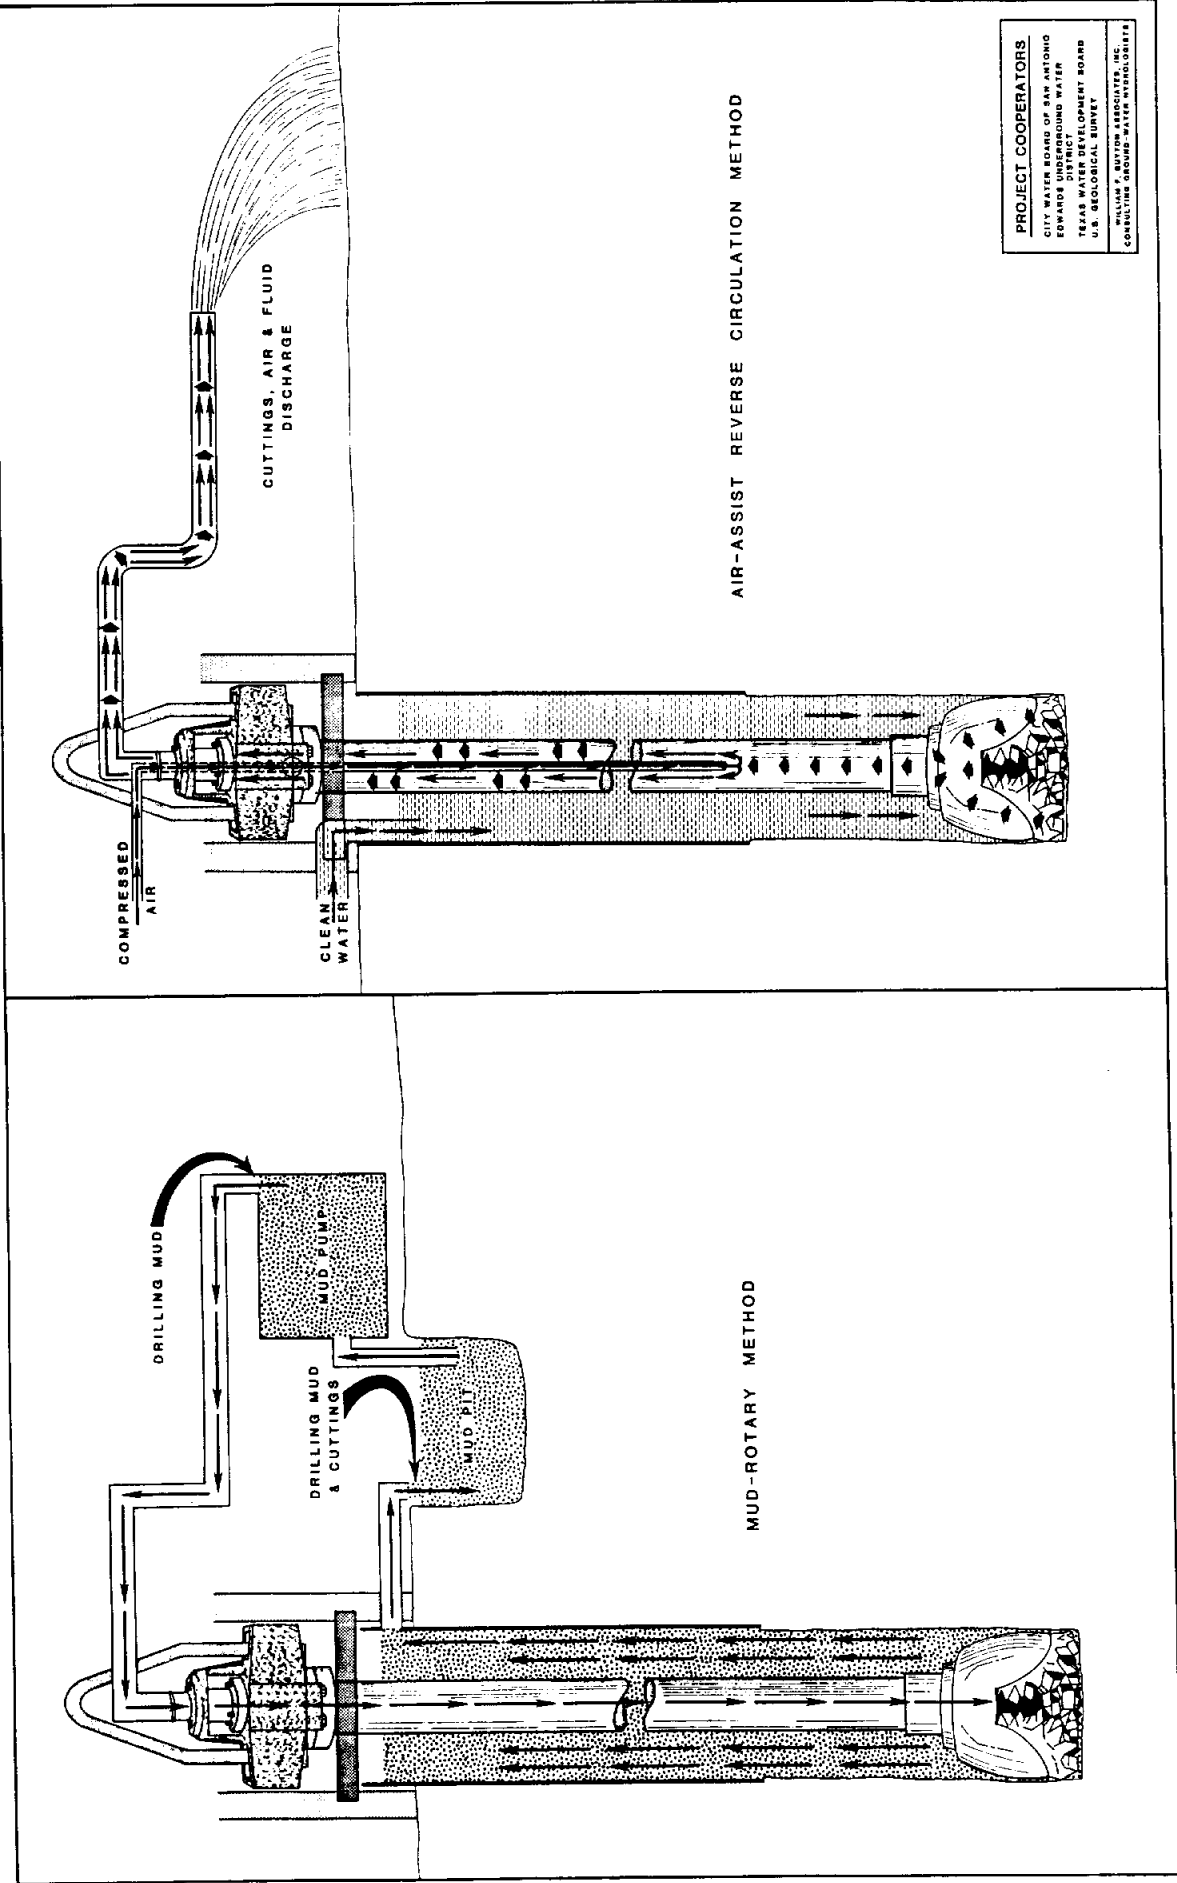 DRILLING MUD
MUD PUMP
DRILLING MUD
& CUTTINGS
MUD PIT
MUD-ROTARY METHOD
COMPRESSED
AIR
CLEAN
WATER
CUTTINGS, AIR & FLUID
DISCHARGE
AIR-ASSIST REVERSE CIRCULATION METHOD
PROJECT COOPERATORS
CITY WATER BOARD OF SAN ANTONIO
EDWARDS UNDERGROUND WATER
DISTRICT
TEXAS WATER DEVELOPMENT BOARD
U.S. GEOLOGICAL SURVEY
WILLIAM F. GUYTON ASSOCIATES, INC.
CONSULTING GROUND-WATER HYDROLOGISTS